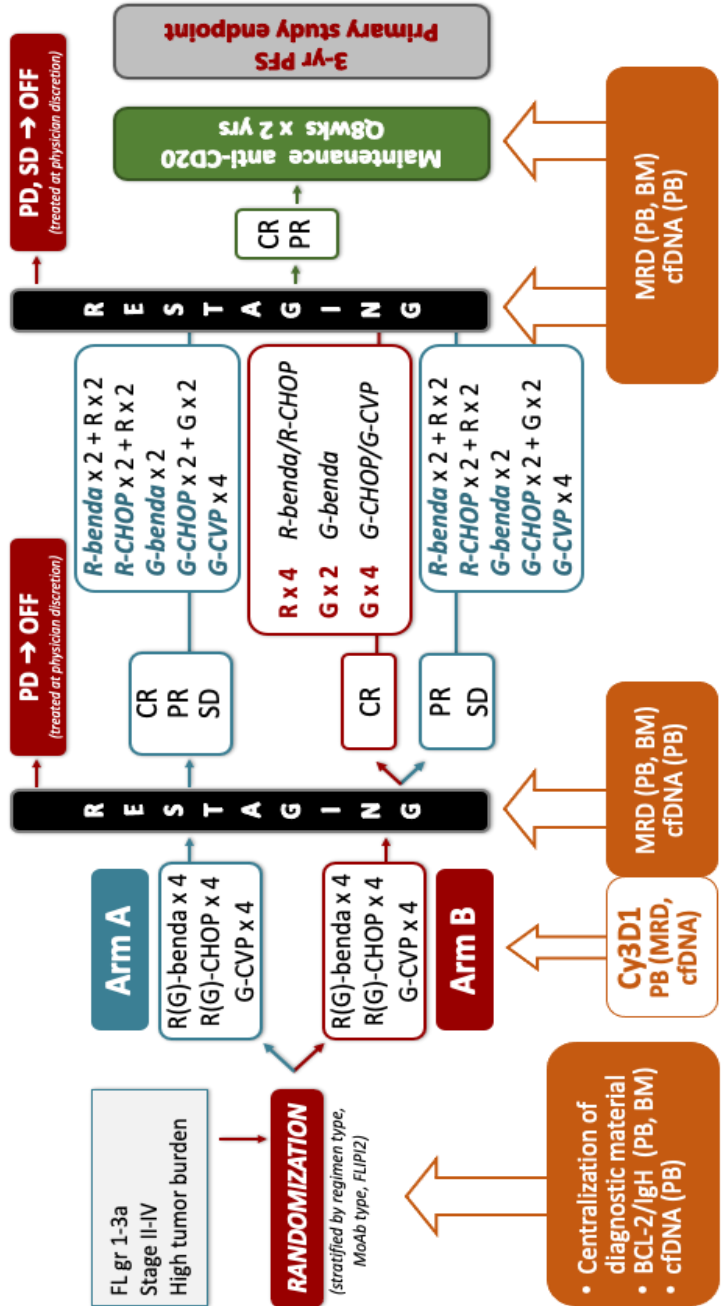 FL gr 1-3a
Stage II-IV
High tumor burden
RANDOMIZATION
(stratified by regimen type,
MoAb type, FLIPI2)
Arm A
R(G)-benda x 4
R(G)-CHOP x 4
G-CVP x 4
R(G)-benda x 4
R(G)-CHOP x 4
G-CVP x 4
Arm B
RESTAGING
PD → OFF
(treated at physician discretion)
CR
PR
SD
CR
PR
SD
R-benda x 2 + R x 2
R-CHOP x 2 + R x 2
G-benda x 2
G-CHOP x 2 + G x 2
G-CVP x 4
R x 4 R-benda/R-CHOP
G x 2 G-benda
G x 4 G-CHOP/G-CVP
R-benda x 2 + R x 2
R-CHOP x 2 + R x 2
G-benda x 2
G-CHOP x 2 + G x 2
G-CVP x 4
RESTAGING
PD, SD → OFF
(treated at physician discretion)
CR
PR
Maintenance anti-CD20
Q8wks x 2 yrs
3-yr PFS
Primary study endpoint
• Centralization of
diagnostic material
• BCL-2/IgH (PB, BM)
• cfDNA (PB)
Cy3D1
PB (MRD,
cfDNA)
MRD (PB, BM)
cfDNA (PB)
MRD (PB, BM)
cfDNA (PB)